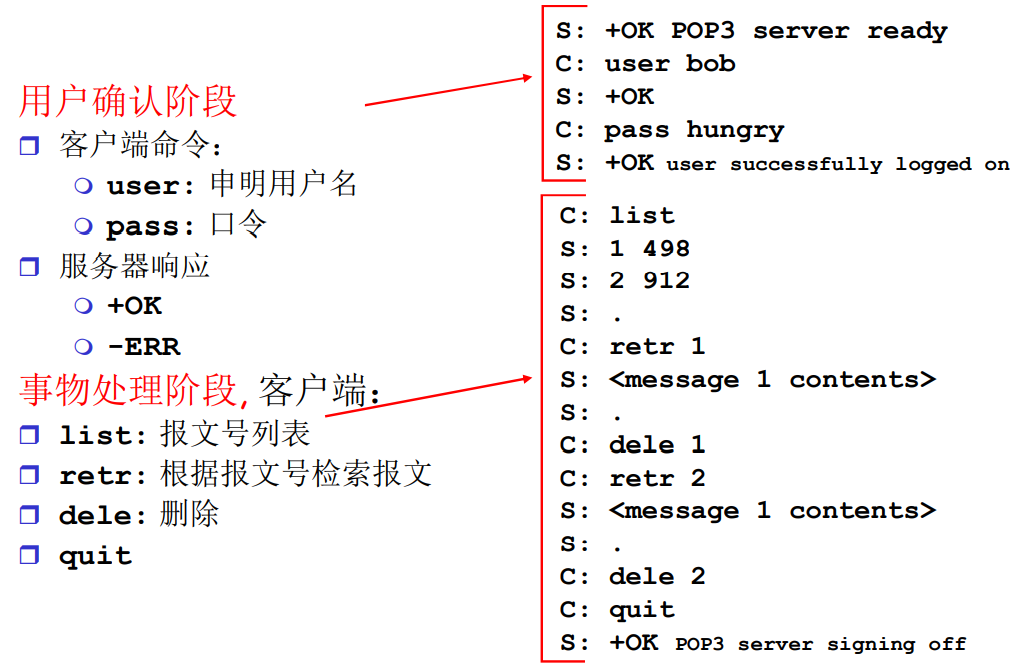 用户确认阶段
客户端命令:
user: 申明用户名
pass: 口令
服务器响应
+OK
-ERR
事物处理阶段, 客户端:
list: 报文号列表
retr: 根据报文号检索报文
dele: 删除
quit
S: +OK POP3 server ready
C: user bob
S: +OK
C: pass hungry
S: +OK user successfully logged on
C: list
S: 1 498
S: 2 912
S: .
C: retr 1
S: <message 1 contents>
S: .
C: dele 1
C: retr 2
S: <message 1 contents>
S: .
C: dele 2
C: quit
S: +OK POP3 server signing off